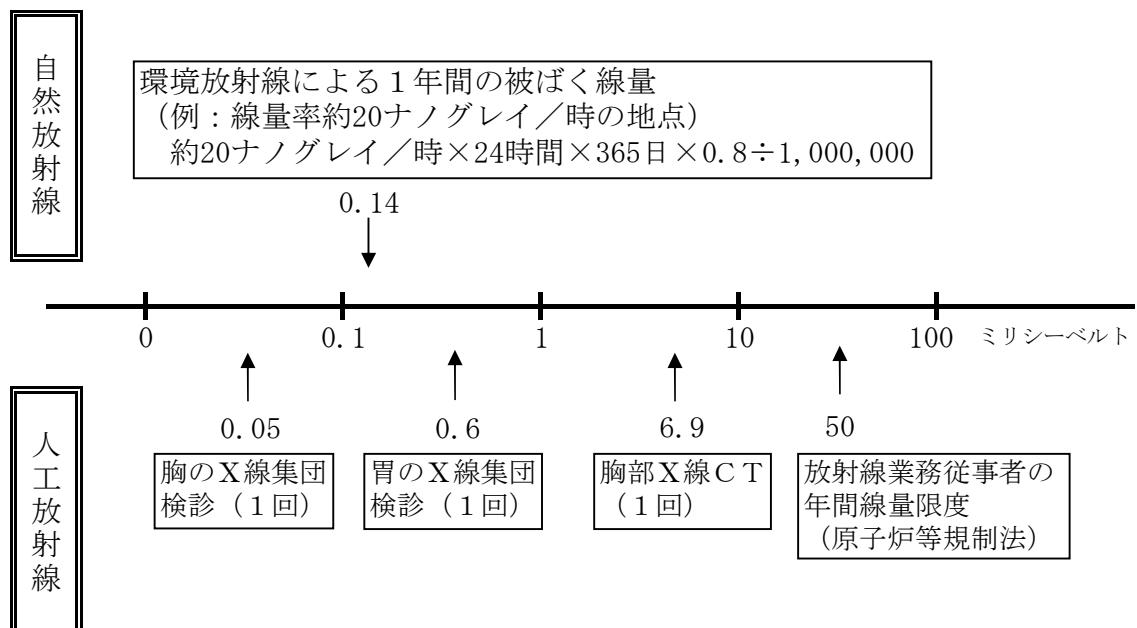 自然放射線
環境放射線による１年間の被ばく線量
（例：線量率約20ナノグレイ／時の地点）
約20ナノグレイ／時×24時間×365日×0.8÷1,000,000
0.14
0
0.1
1
10
100
ミリシーベルト
人工放射線
0.05
胸のＸ線集団
検診（１回）
0.6
胃のＸ線集団
検診（１回）
6.9
胸部Ｘ線ＣＴ
（１回）
50
放射線業務従事者の
年間線量限度
（原子炉等規制法）